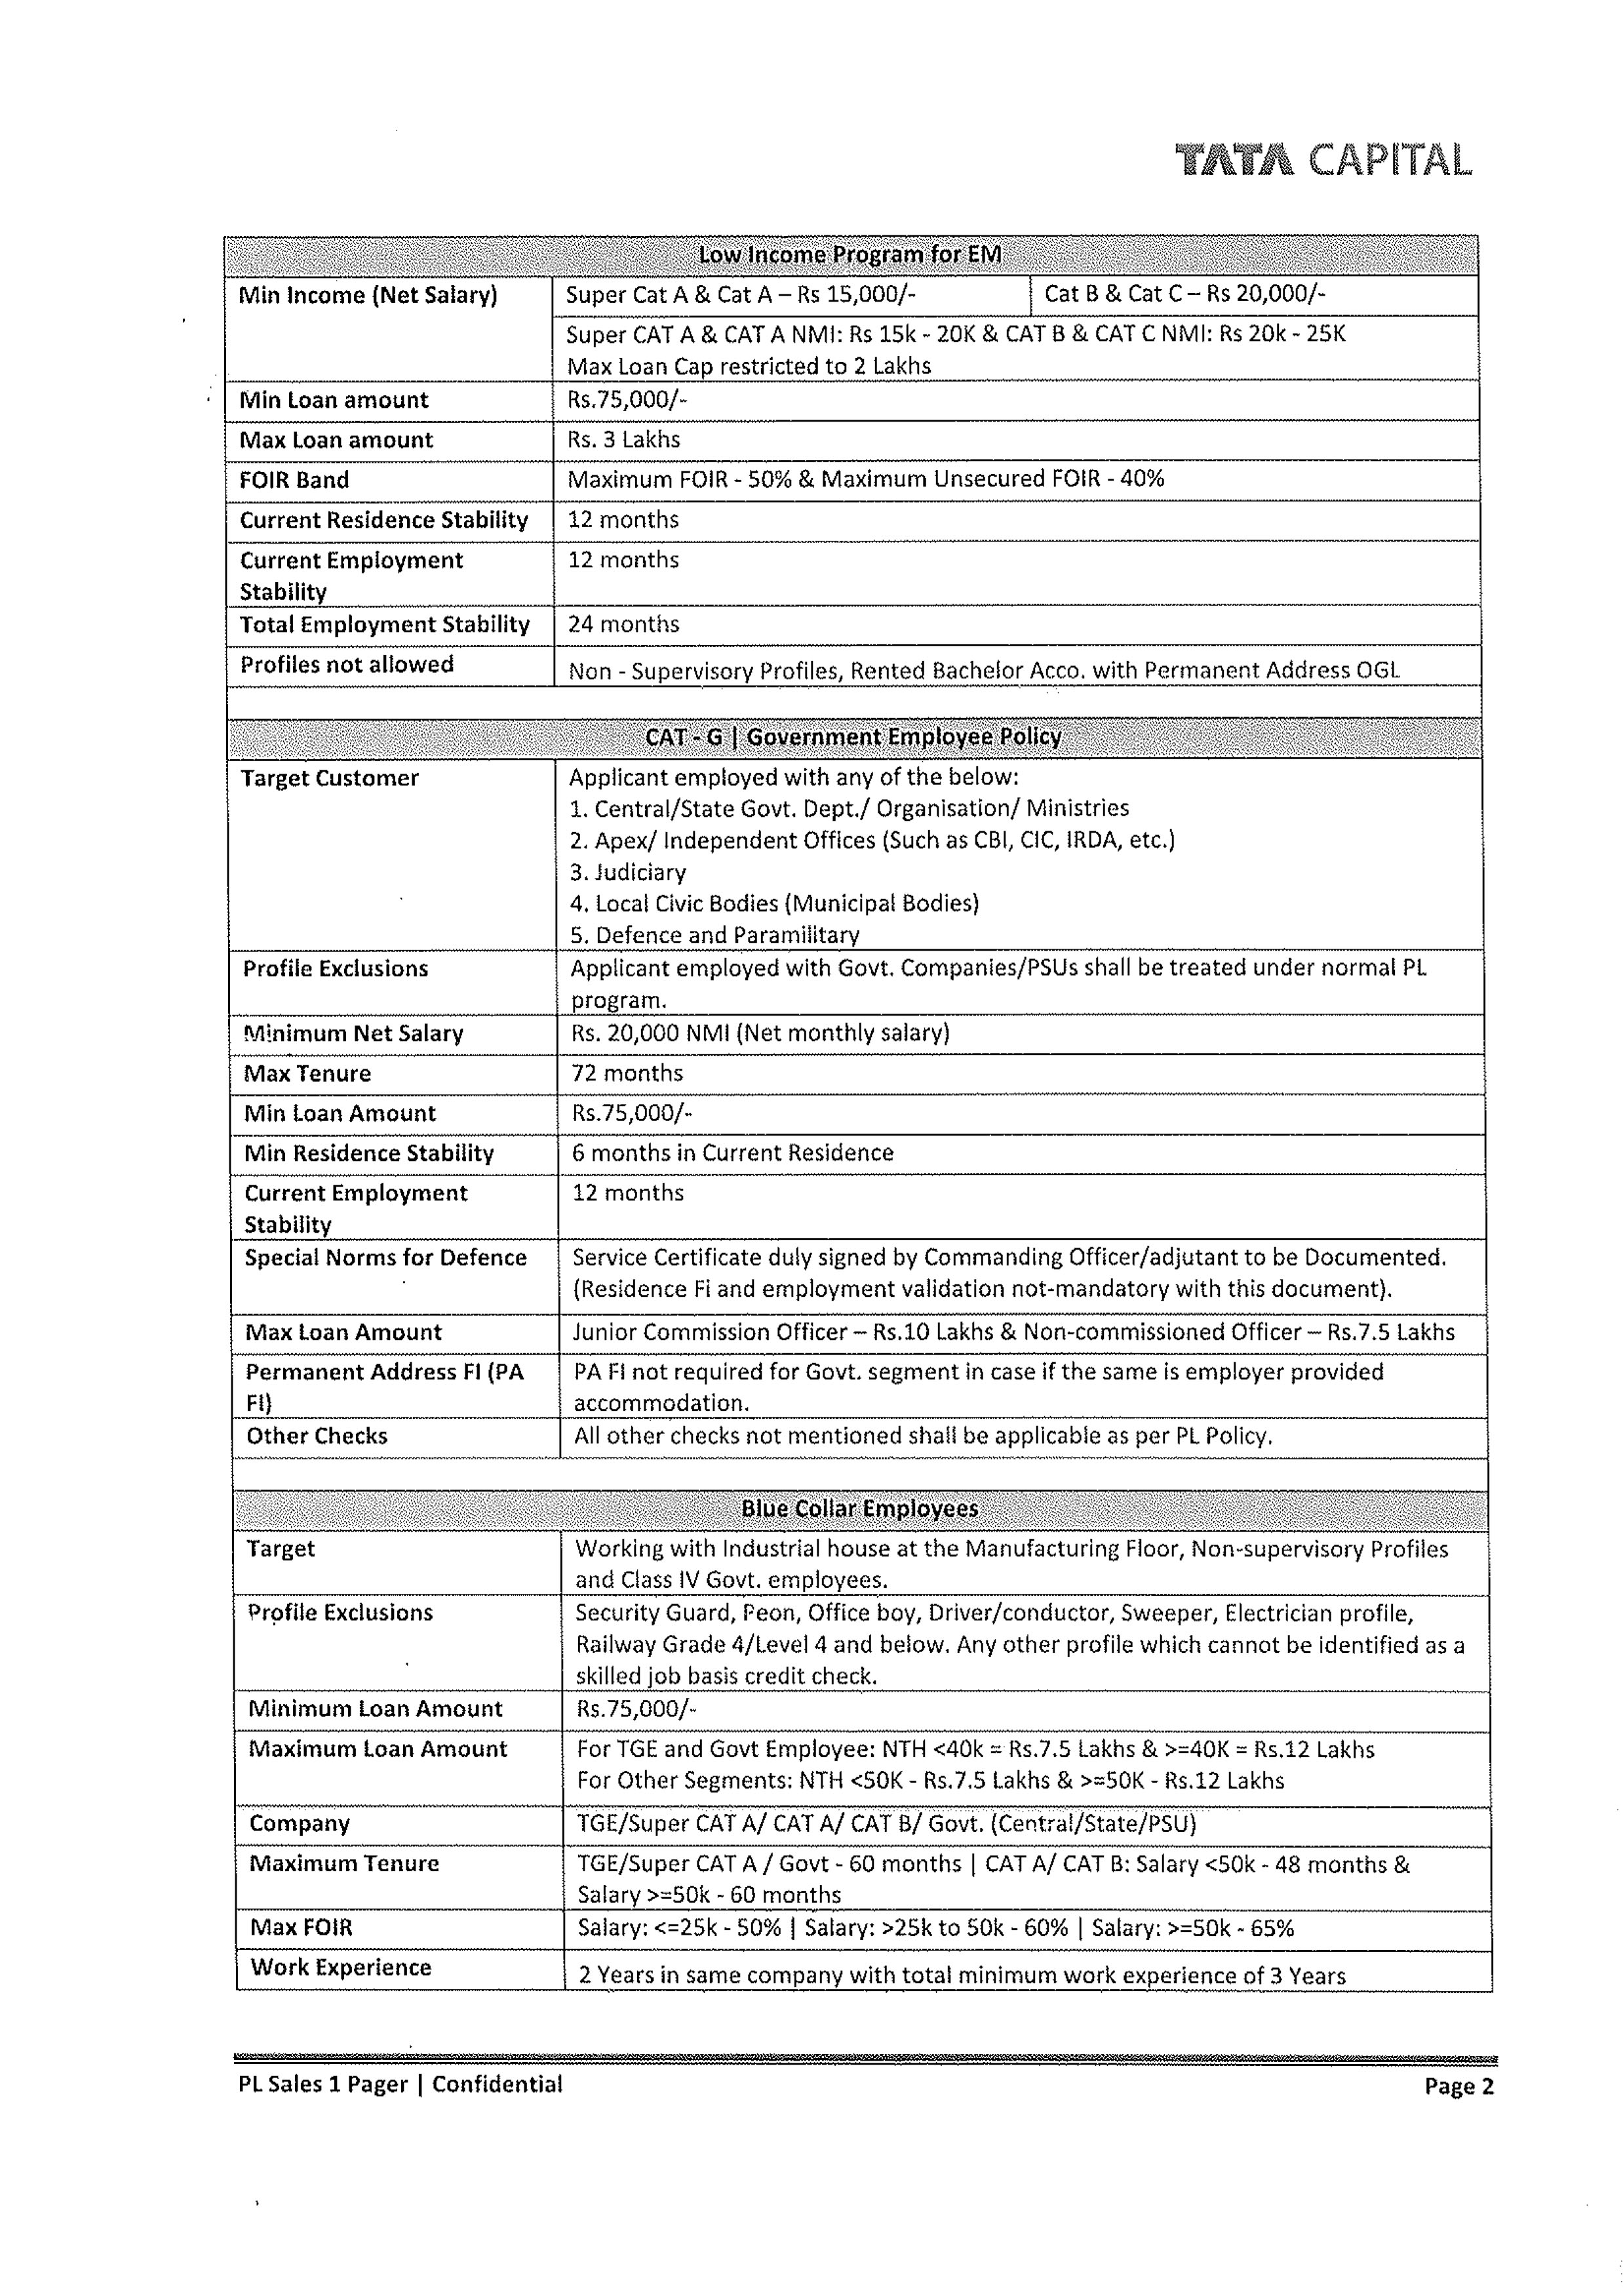 TATA CAPITAL
Low Income Program for EM
Min Income (Net Salary)
Super Cat A & Cat A – Rs 15,000/-
Cat B & Cat C – Rs 20,000/-
Super CAT A & CAT A NMI: Rs 15k - 20K & CAT B & CAT C NMI: Rs 20k - 25K
Max Loan Cap restricted to 2 Lakhs
Min Loan amount
Rs.75,000/-
Max Loan amount
Rs. 3 Lakhs
FOIR Band
Maximum FOIR - 50% & Maximum Unsecured FOIR - 40%
Current Residence Stability
12 months
Current Employment
Stability
12 months
Total Employment Stability
24 months
Profiles not allowed
Non - Supervisory Profiles, Rented Bachelor Acco. with Permanent Address OGL
CAT - G | Government Employee Policy
Target Customer
Applicant employed with any of the below:
1. Central/State Govt. Dept./ Organisation/ Ministries
2. Apex/ Independent Offices (Such as CBI, CIC, IRDA, etc.)
3. Judiciary
4. Local Civic Bodies (Municipal Bodies)
5. Defence and Paramilitary
Profile Exclusions
Applicant employed with Govt. Companies/PSUs shall be treated under normal PL
program.
Minimum Net Salary
Rs. 20,000 NMI (Net monthly salary)
Max Tenure
72 months
Min Loan Amount
Rs.75,000/-
Min Residence Stability
6 months in Current Residence
Current Employment
Stability
12 months
Special Norms for Defence
Service Certificate duly signed by Commanding Officer/adjutant to be Documented.
(Residence Fi and employment validation not-mandatory with this document).
Max Loan Amount
Junior Commission Officer – Rs.10 Lakhs & Non-commissioned Officer – Rs.7.5 Lakhs
Permanent Address FI (PA
FI)
PA FI not required for Govt. segment in case if the same is employer provided
accommodation.
Other Checks
All other checks not mentioned shall be applicable as per PL Policy.
Blue Collar Employees
Target
Working with Industrial house at the Manufacturing Floor, Non-supervisory Profiles
and Class IV Govt. employees.
Profile Exclusions
Security Guard, Peon, Office boy, Driver/conductor, Sweeper, Electrician profile,
Railway Grade 4/Level 4 and below. Any other profile which cannot be identified as a
skilled job basis credit check.
Minimum Loan Amount
Rs.75,000/-
Maximum Loan Amount
For TGE and Govt Employee: NTH <40k = Rs.7.5 Lakhs & >=40K = Rs.12 Lakhs
For Other Segments: NTH <50K - Rs.7.5 Lakhs & >=50K - Rs.12 Lakhs
Company
TGE/Super CAT A/ CAT A/ CAT B/ Govt. (Central/State/PSU)
Maximum Tenure
TGE/Super CAT A / Govt - 60 months | CAT A/ CAT B: Salary <50k - 48 months &
Salary >=50k - 60 months
Max FOIR
Salary: <=25k - 50% | Salary: >25k to 50k - 60% | Salary: >=50k - 65%
Work Experience
2 Years in same company with total minimum work experience of 3 Years
PL Sales 1 Pager | Confidential
Page 2